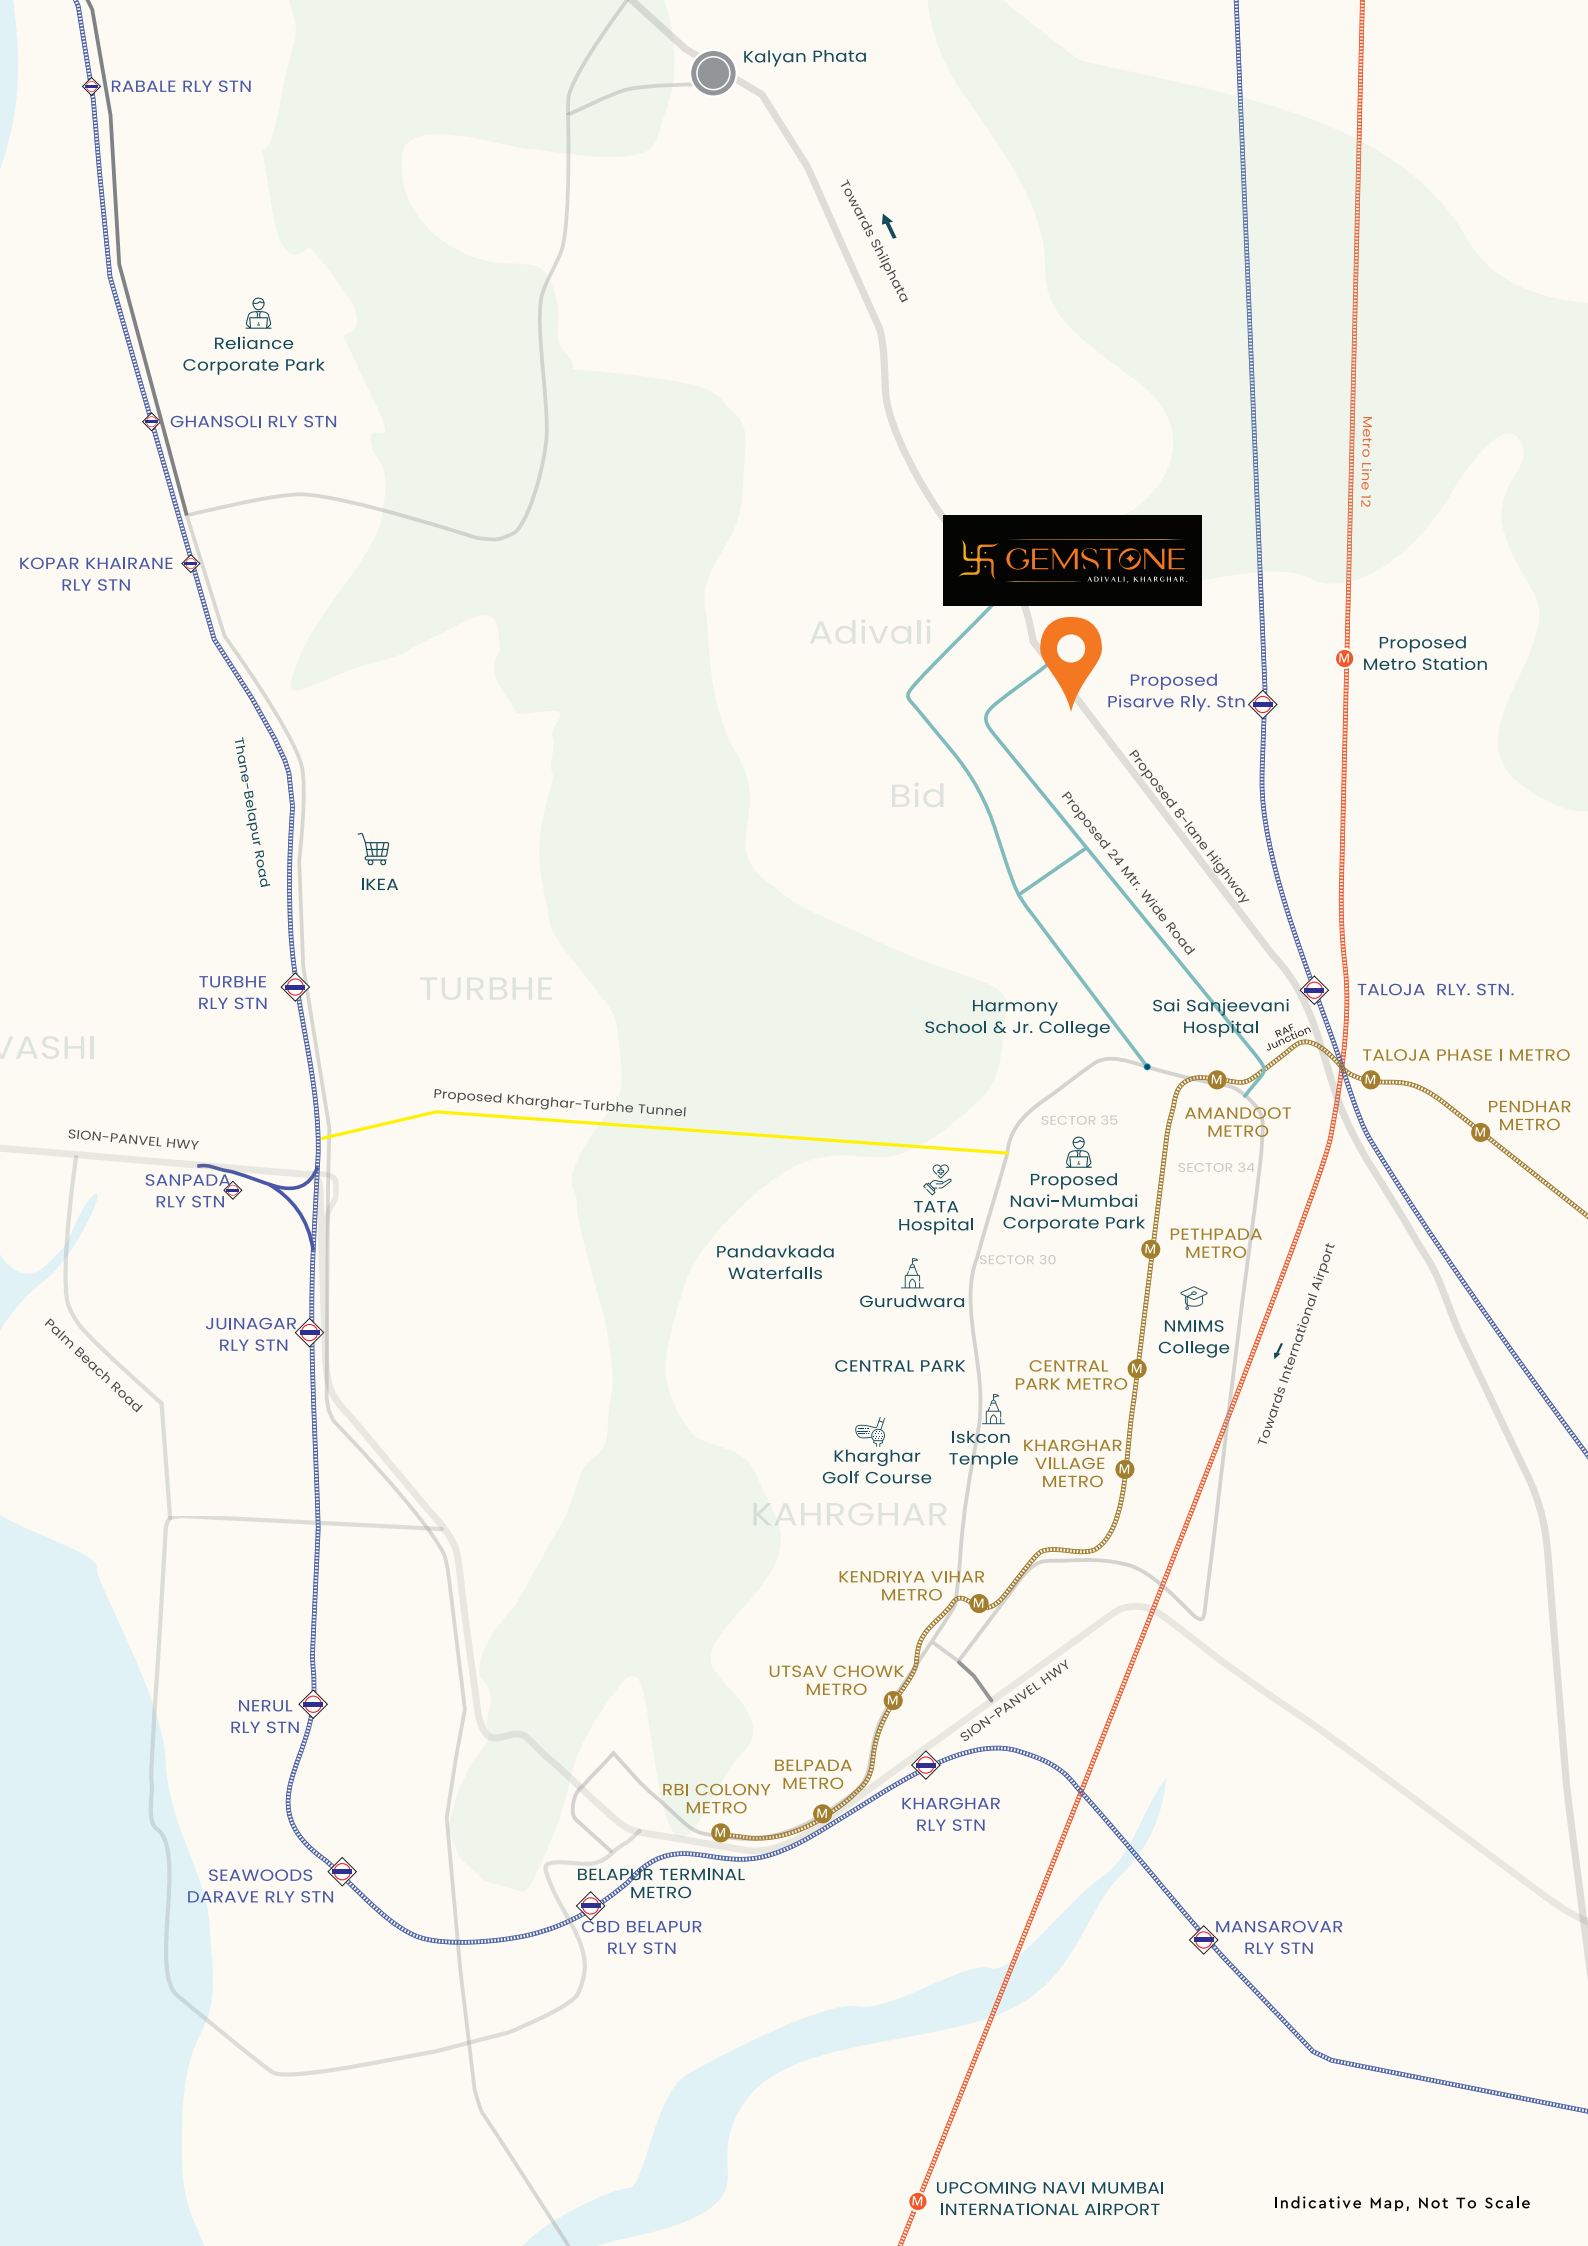 Kalyan Phata
RABALE RLY STN
Towards Shilphata
Reliance
Corporate Park
GHANSOLI RLY STN
Metro Line 12
KOPAR KHAIRANE
RLY STN
GEMSTONE
ADIVALI, KHARGHAR.
Adivali
Proposed
Metro Station
Proposed
Pisarve Rly. Stn
M
Thane-Belapur Road
Bid
Proposed 8-lane Highway
Proposed 24 Mtr. Wide Road
IKEA
TURBHE
RLY STN
TURBHE
TALOJA RLY. STN.
Harmony
School & Jr. College
Sai Sanjeevani
Hospital
RAF
Junction
VASHI
TALOJA PHASE I METRO
M
M
Proposed Kharghar-Turbhe Tunnel
AMANDOOT
METRO
PENDHAR
METRO
M
SECTOR 35
SION-PANVEL HWY
SECTOR 34
SANPADA
RLY STN
TATA
Hospital
Proposed
Navi-Mumbai
Corporate Park
PETHPADA
METRO
M
Pandavkada
Waterfalls
SECTOR 30
Gurudwara
Towards International Airport
JUINAGAR
RLY STN
NMIMS
College
Palm Beach Road
CENTRAL PARK
CENTRAL
PARK METRO
M
Iskcon
Temple
KHARGHAR
VILLAGE
METRO
M
Kharghar
Golf Course
KAHRGHAR
KENDRIYA VIHAR
METRO
M
UTSAV CHOWK
METRO
M
SION-PANVEL HWY
NERUL
RLY STN
BELPADA
METRO
M
RBI COLONY
METRO
M
KHARGHAR
RLY STN
SEAWOODS
DARAVE RLY STN
BELAPUR TERMINAL
METRO
CBD BELAPUR
RLY STN
MANSAROVAR
RLY STN
M
UPCOMING NAVI MUMBAI
INTERNATIONAL AIRPORT
Indicative Map, Not To Scale